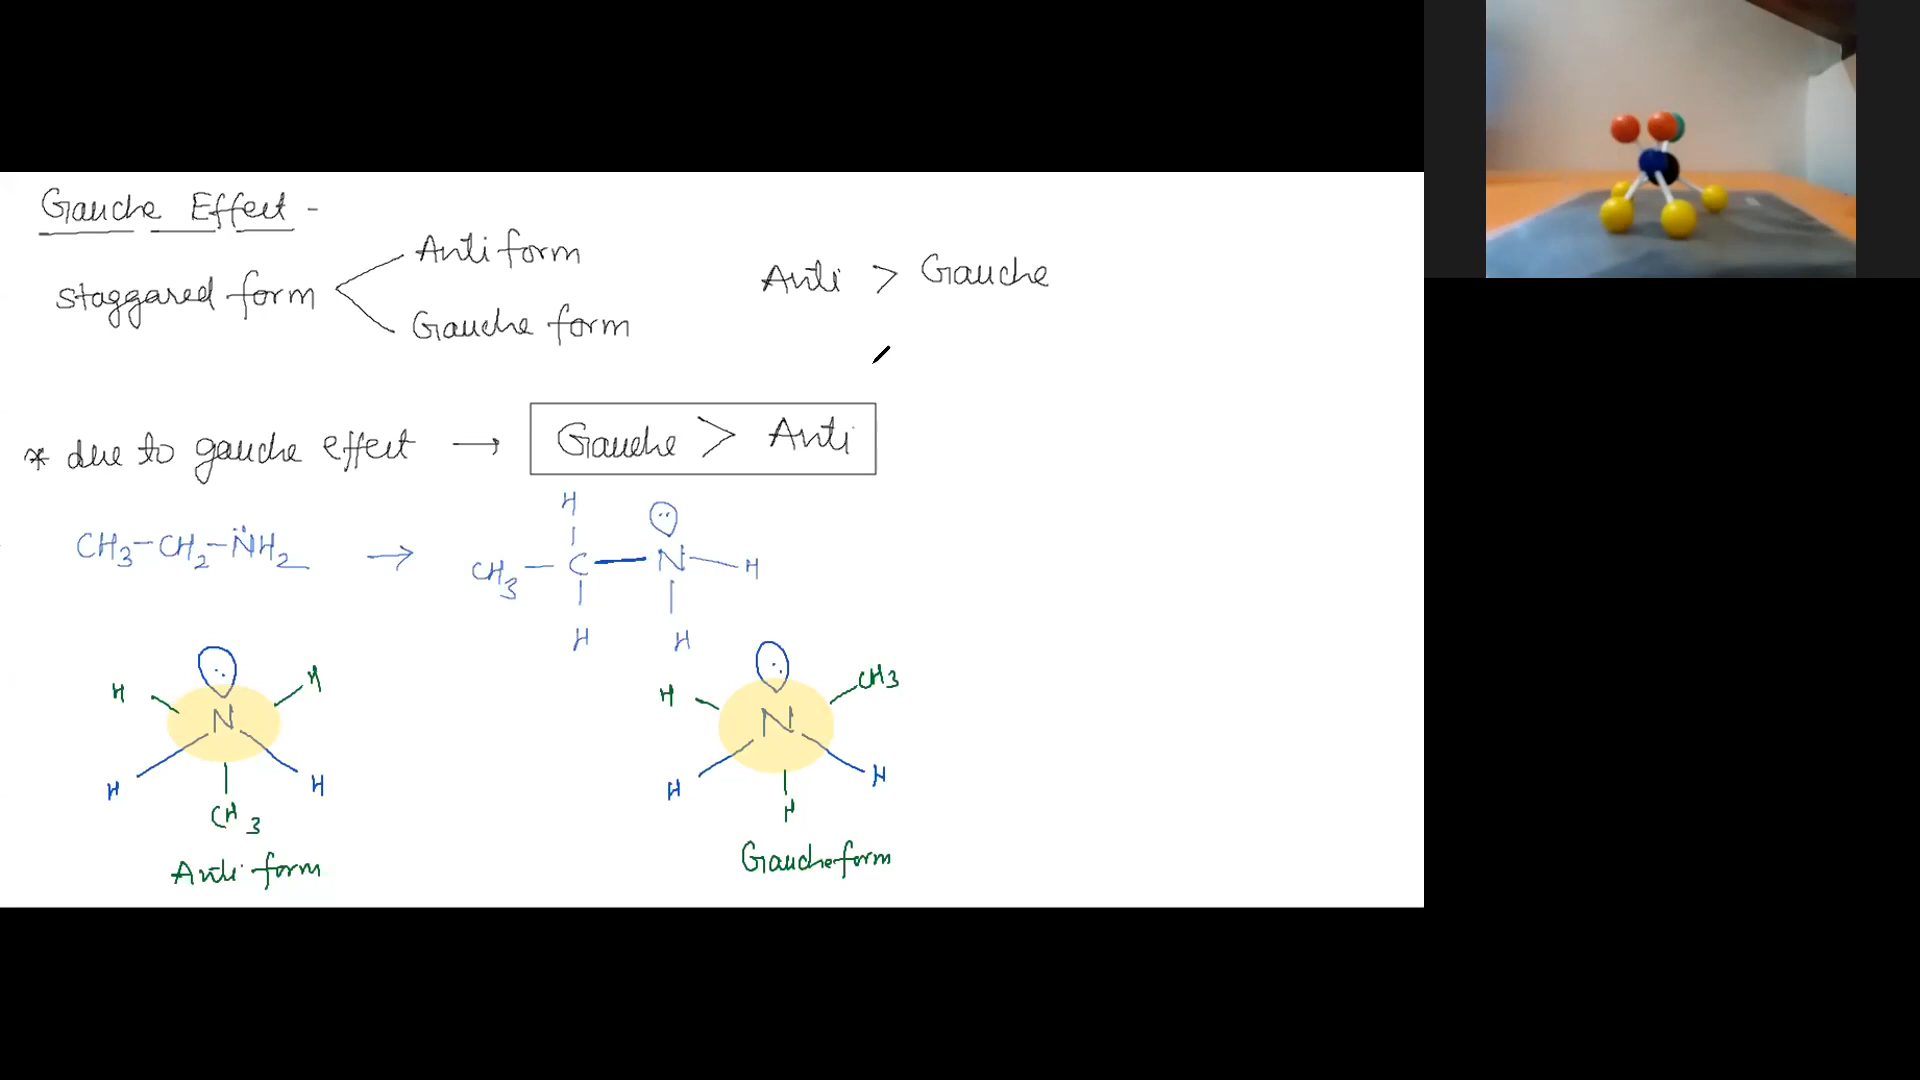 Gauche Effect -
staggared form
Anti form
Gauche form
Anti > Gauche
* due to gauche effect → Gauche > Anti
CH3-CH2-N̈H2 →
H
CH3 - C - N̈ - H
H H
H H
N
H H
CH3
Anti form
H CH3
N
H H
H
Gauche form